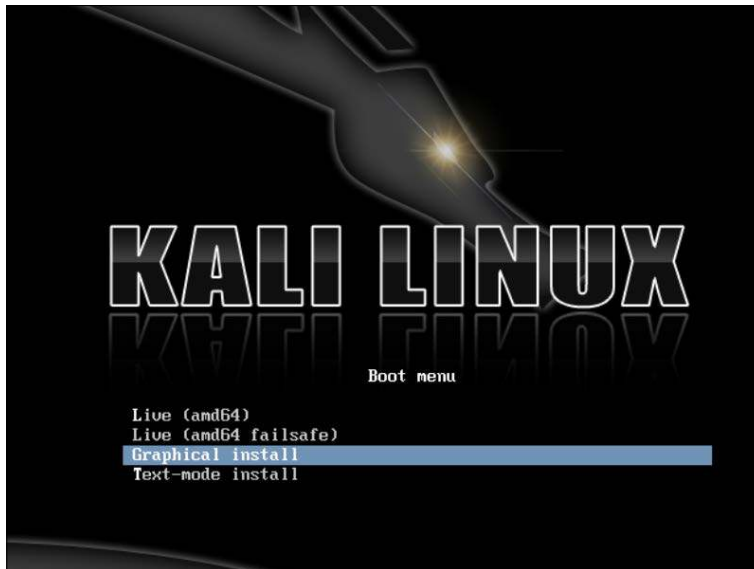 KALI LINUX
Boot menu
Live (amd64)
Live (amd64 failsafe)
Graphical install
Text-mode install